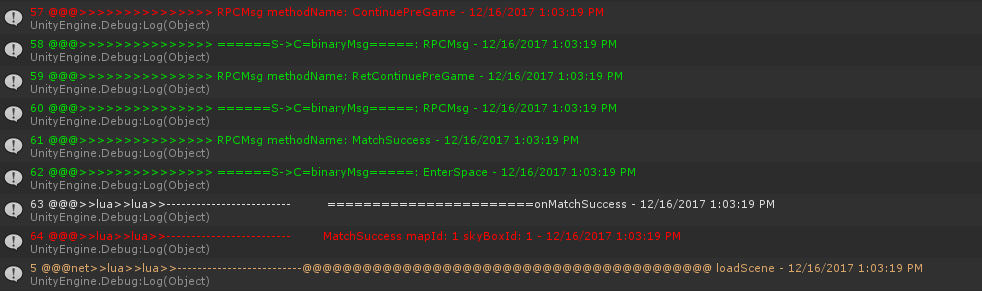 57 @@@>>>>>>>>>>>>>>> RPCMsg methodName: ContinuePreGame - 12/16/2017 1:03:19 PM
UnityEngine.Debug:Log(Object)
58 @@@>>>>>>>>>>>>>>> ======S->C=binaryMsg=====: RPCMsg - 12/16/2017 1:03:19 PM
UnityEngine.Debug:Log(Object)
59 @@@>>>>>>>>>>>>>>> RPCMsg methodName: RetContinuePreGame - 12/16/2017 1:03:19 PM
UnityEngine.Debug:Log(Object)
60 @@@>>>>>>>>>>>>>>> ======S->C=binaryMsg=====: RPCMsg - 12/16/2017 1:03:19 PM
UnityEngine.Debug:Log(Object)
61 @@@>>>>>>>>>>>>>>> RPCMsg methodName: MatchSuccess - 12/16/2017 1:03:19 PM
UnityEngine.Debug:Log(Object)
62 @@@>>>>>>>>>>>>>>> ======S->C=binaryMsg=====: EnterSpace - 12/16/2017 1:03:19 PM
UnityEngine.Debug:Log(Object)
63 @@@>>lua>>lua>>------------------------- =======================onMatchSuccess - 12/16/2017 1:03:19 PM
UnityEngine.Debug:Log(Object)
64 @@@>>lua>>lua>>------------------------- MatchSuccess mapId: 1 skyBoxId: 1 - 12/16/2017 1:03:19 PM
UnityEngine.Debug:Log(Object)
5 @@@net>>lua>>lua>>-------------------------@@@@@@@@@@@@@@@@@@@@@@@@@@@@@@@@@@@@@@@@@ loadScene - 12/16/2017 1:03:19 PM
UnityEngine.Debug:Log(Object)